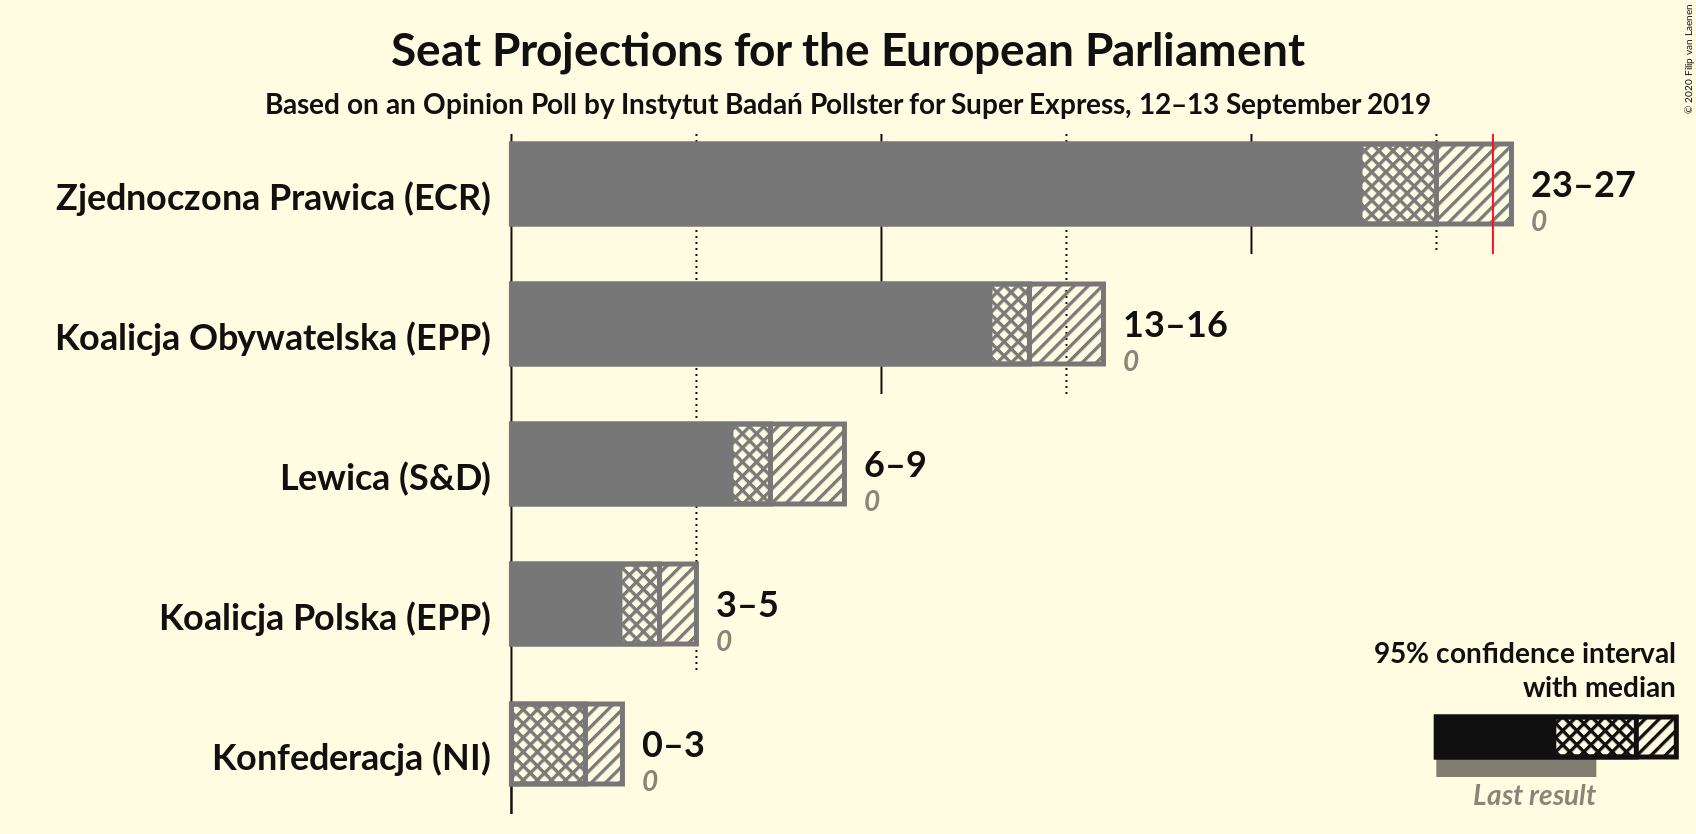 Seat Projections for the European Parliament
Based on an Opinion Poll by Instytut Badań Pollster for Super Express, 12–13 September 2019
© 2020 Filip van Laenen
Zjednoczona Prawica (ECR)
23–27
0
Koalicja Obywatelska (EPP)
13–16
0
Lewica (S&D)
6–9
0
Koalicja Polska (EPP)
3–5
0
Konfederacja (NI)
0–3
0
95% confidence interval
with median
Last result